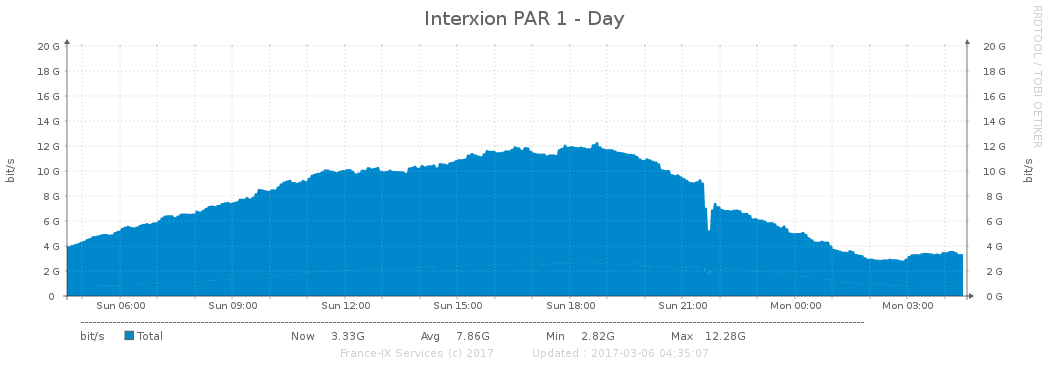 Interxion PAR 1 - Day
RRDTOOL / TOBI OETIKER
bit/s
20 G
18 G
16 G
14 G
12 G
10 G
8 G
6 G
4 G
2 G
0
20 G
18 G
16 G
14 G
12 G
10 G
8 G
6 G
4 G
2 G
0 G
bit/s
Sun 06:00 Sun 09:00 Sun 12:00 Sun 15:00 Sun 18:00 Sun 21:00 Mon 00:00 Mon 03:00
bit/s Total Now 3.33G Avg 7.86G Min 2.82G Max 12.28G
France-IX Services (c) 2017 Updated : 2017-03-06 04:35:07